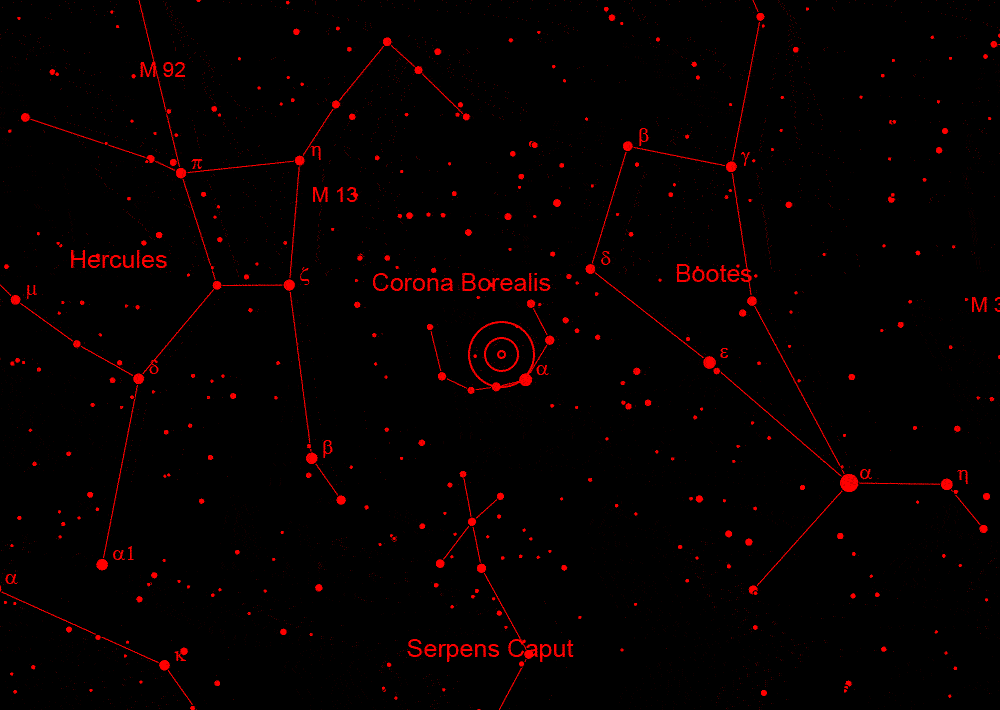 M 92
β
γ
π
η
M 13
Hercules
δ
Bootes
μ
ζ
Corona Borealis
M 3
ε
δ
α
β
α
η
α1
α
Serpens Caput
κ